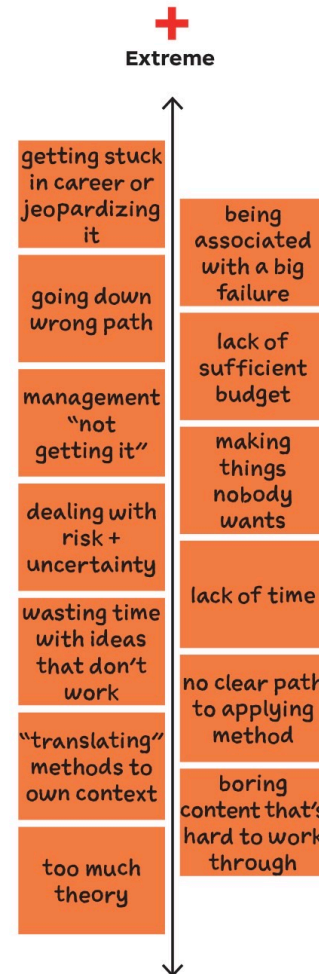 Extreme
getting stuck
in career or
jeopardizing
it
being
associated
with a big
failure
going down
wrong path
lack of
sufficient
budget
management
"not
getting it"
making
things
nobody
wants
dealing with
risk +
uncertainty
lack of time
wasting time
with ideas
that don't
work
no clear path
to applying
method
"translating"
methods to
own context
boring
content that's
hard to work
through
too much
theory